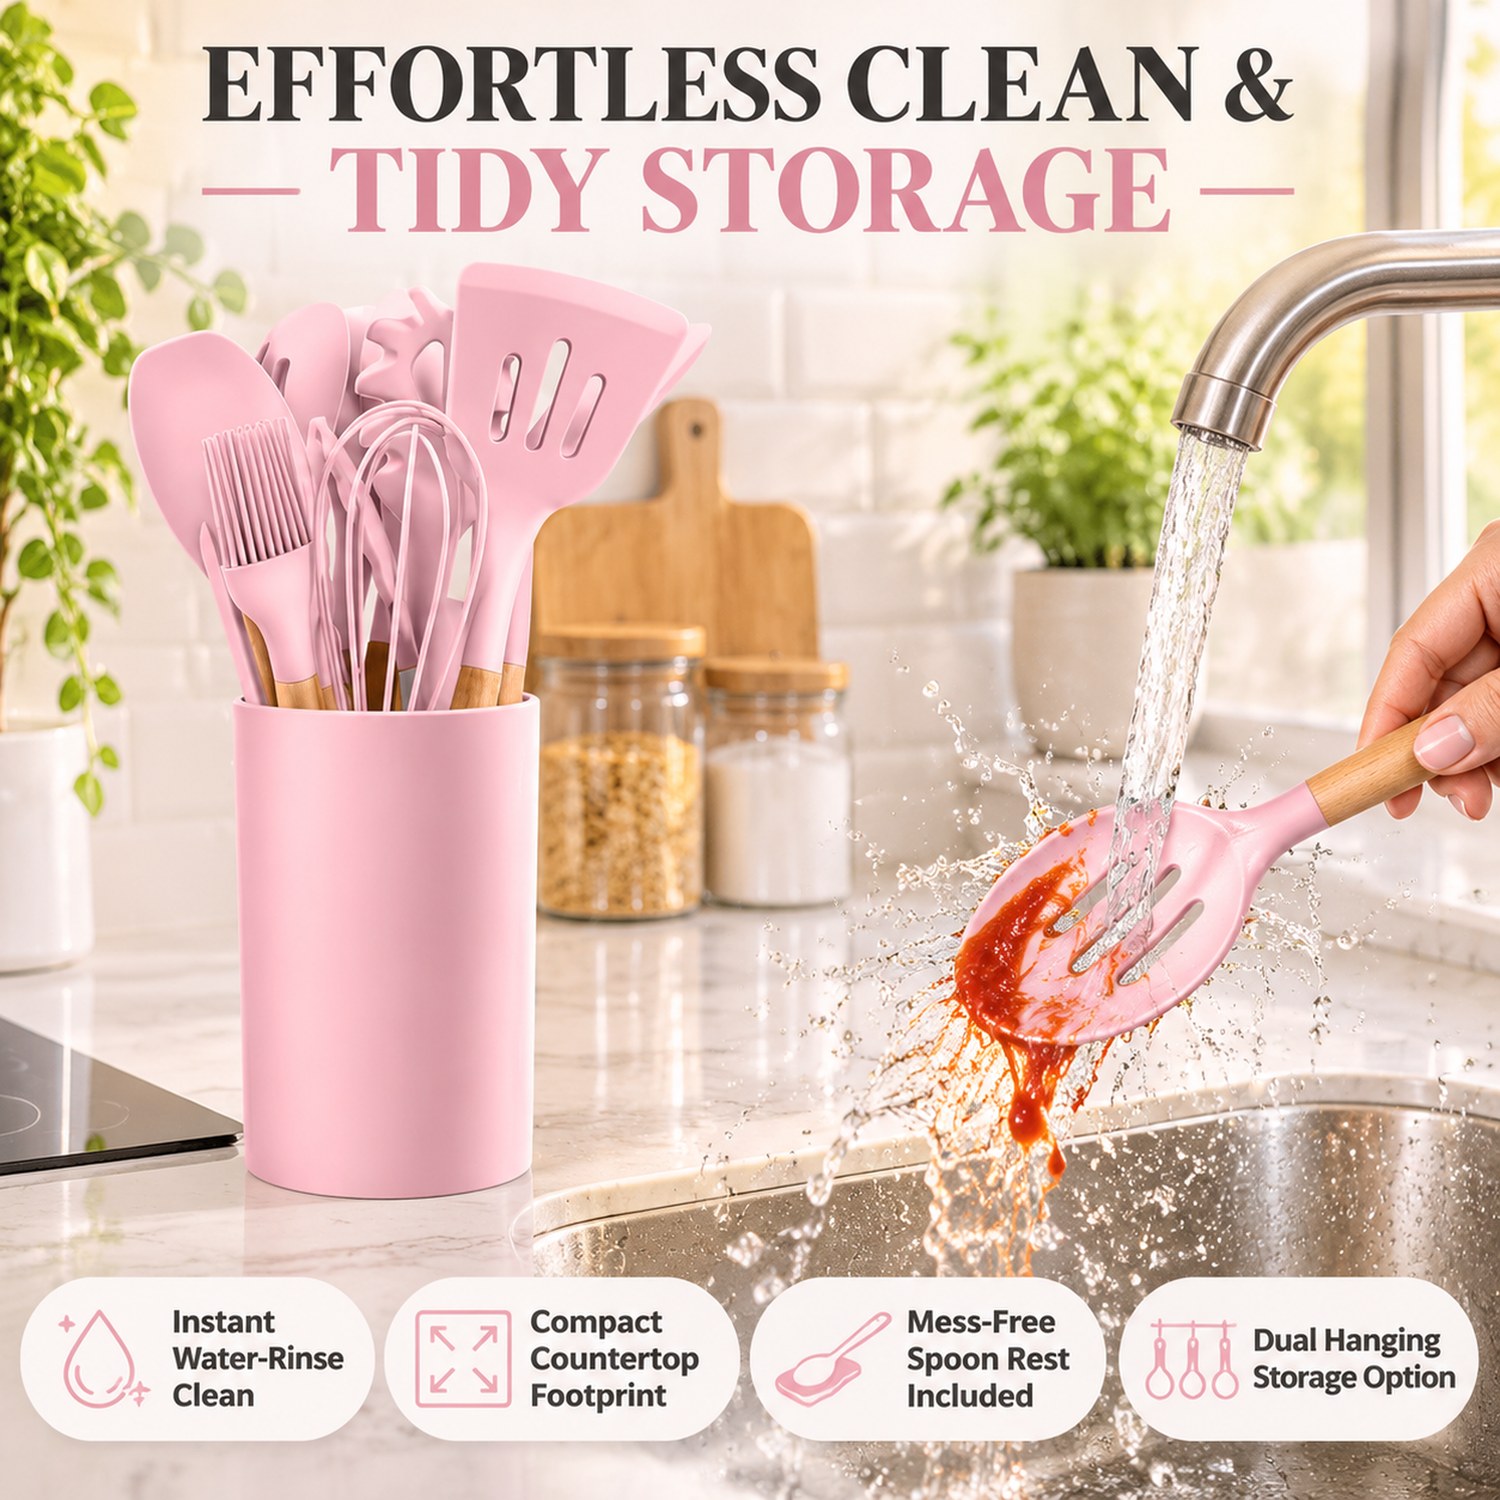 EFFORTLESS CLEAN &
TIDY STORAGE
Instant
Water-Rinse
Clean
Compact
Countertop
Footprint
Mess-Free
Spoon Rest
Included
Dual Hanging
Storage Option